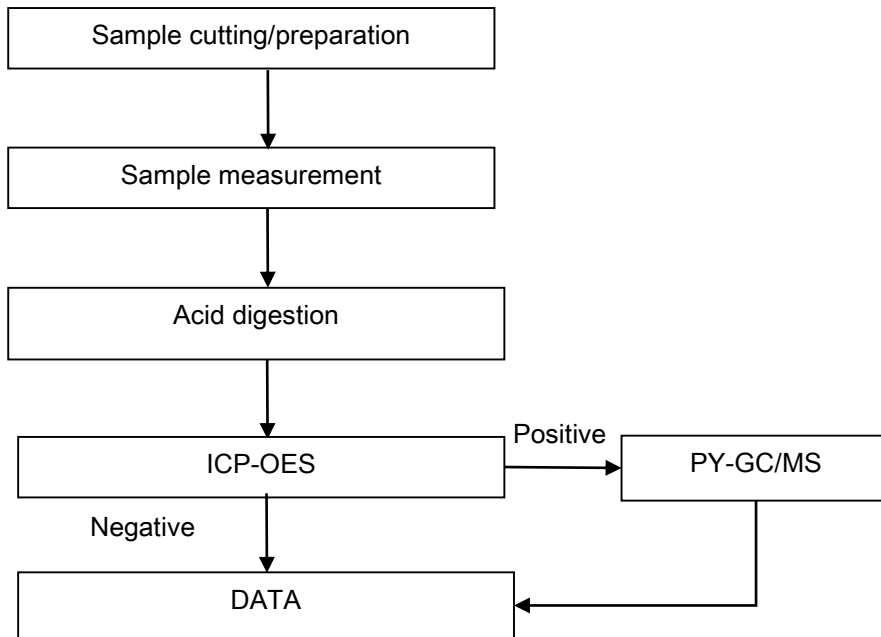 Sample cutting/preparation
Sample measurement
Acid digestion
ICP-OES
Positive
PY-GC/MS
Negative
DATA